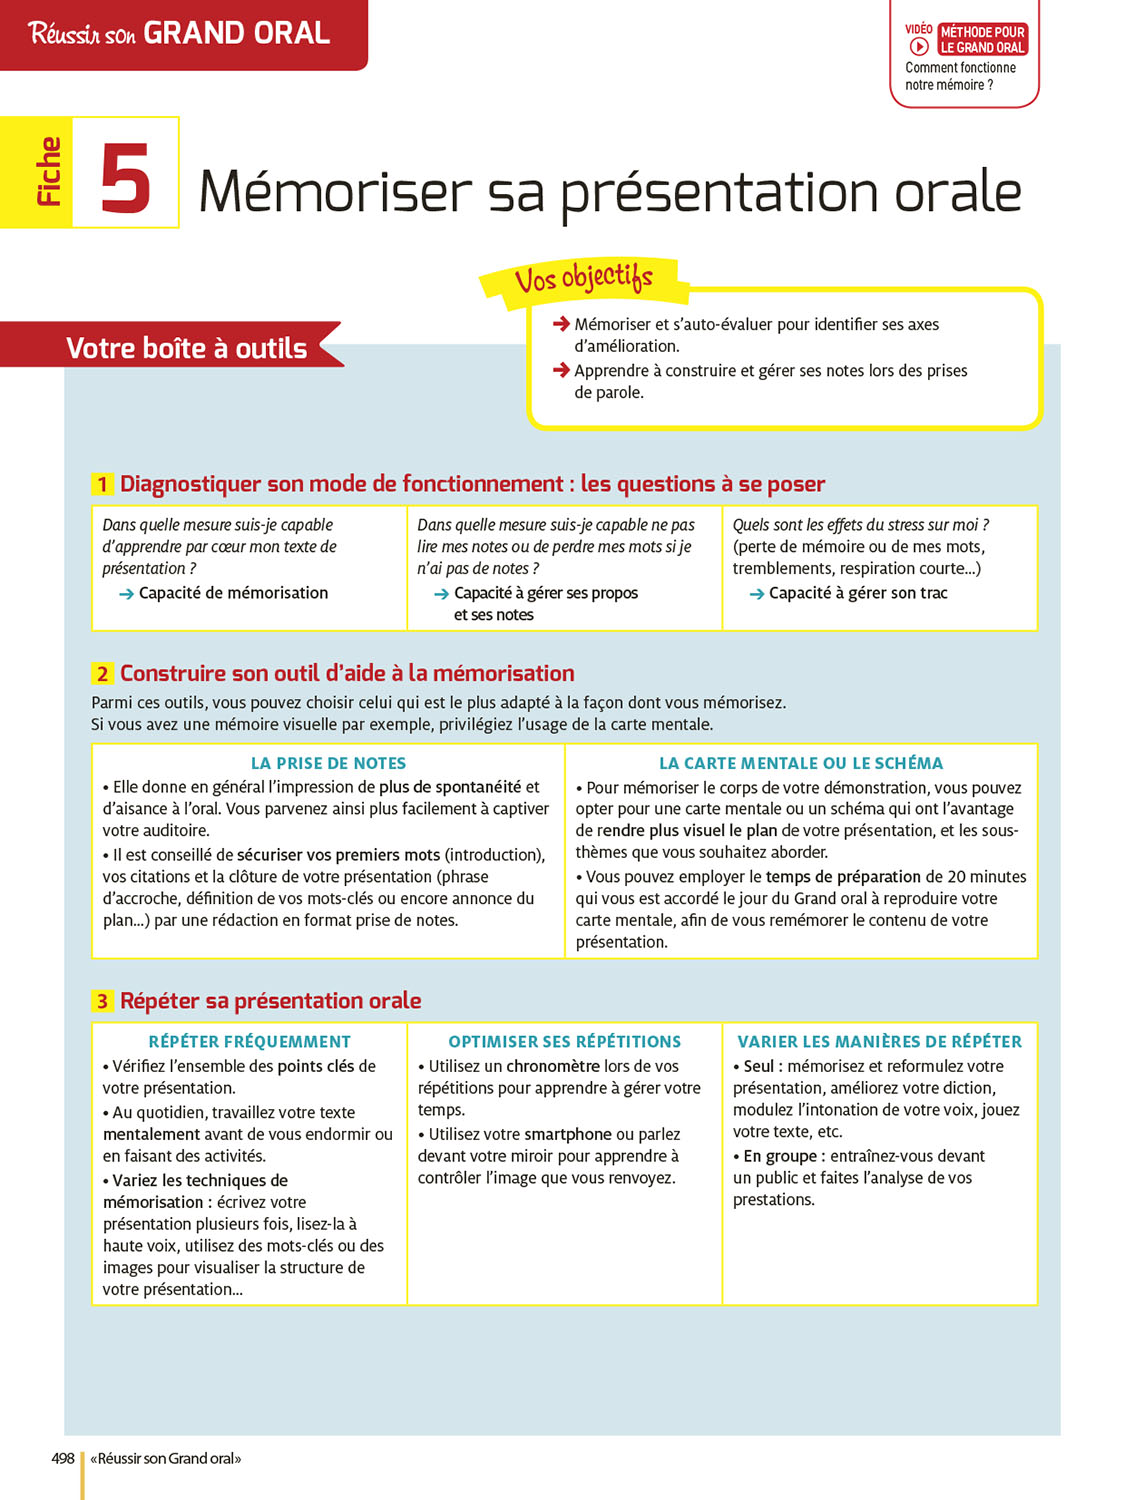 Réussir son GRAND ORAL
VIDÉO
MÉTHODE POUR
LE GRAND ORAL
Comment fonctionne
notre mémoire ?
Fiche
5
Mémoriser sa présentation orale
Vos objectifs
➔ Mémoriser et s’auto-évaluer pour identifier ses axes
d’amélioration.
➔ Apprendre à construire et gérer ses notes lors des prises
de parole.
Votre boîte à outils
1 Diagnostiquer son mode de fonctionnement : les questions à se poser
Dans quelle mesure suis-je capable
d’apprendre par cœur mon texte de
présentation ?
➔ Capacité de mémorisation
Dans quelle mesure suis-je capable ne pas
lire mes notes ou de perdre mes mots si je
n’ai pas de notes ?
➔ Capacité à gérer ses propos
et ses notes
Quels sont les effets du stress sur moi ?
(perte de mémoire ou de mes mots,
tremblements, respiration courte…)
➔ Capacité à gérer son trac
2 Construire son outil d’aide à la mémorisation
Parmi ces outils, vous pouvez choisir celui qui est le plus adapté à la façon dont vous mémorisez.
Si vous avez une mémoire visuelle par exemple, privilégiez l’usage de la carte mentale.
LA PRISE DE NOTES
• Elle donne en général l’impression de plus de spontanéité et
d’aisance à l’oral. Vous parvenez ainsi plus facilement à captiver
votre auditoire.
• Il est conseillé de sécuriser vos premiers mots (introduction),
vos citations et la clôture de votre présentation (phrase
d’accroche, définition de vos mots-clés ou encore annonce du
plan…) par une rédaction en format prise de notes.
LA CARTE MENTALE OU LE SCHÉMA
• Pour mémoriser le corps de votre démonstration, vous pouvez
opter pour une carte mentale ou un schéma qui ont l’avantage
de rendre plus visuel le plan de votre présentation, et les sous-
thèmes que vous souhaitez aborder.
• Vous pouvez employer le temps de préparation de 20 minutes
qui vous est accordé le jour du Grand oral à reproduire votre
carte mentale, afin de vous remémorer le contenu de votre
présentation.
3 Répéter sa présentation orale
RÉPÉTER FRÉQUEMMENT
• Vérifiez l’ensemble des points clés de
votre présentation.
• Au quotidien, travaillez votre texte
mentalement avant de vous endormir ou
en faisant des activités.
• Variez les techniques de
mémorisation : écrivez votre
présentation plusieurs fois, lisez-la à
haute voix, utilisez des mots-clés ou des
images pour visualiser la structure de
votre présentation…
OPTIMISER SES RÉPÉTITIONS
• Utilisez un chronomètre lors de vos
répétitions pour apprendre à gérer votre
temps.
• Utilisez votre smartphone ou parlez
devant votre miroir pour apprendre à
contrôler l’image que vous renvoyez.
VARIER LES MANIÈRES DE RÉPÉTER
• Seul : mémorisez et reformulez votre
présentation, améliorez votre diction,
modulez l’intonation de votre voix, jouez
votre texte, etc.
• En groupe : entraînez-vous devant
un public et faites l’analyse de vos
prestations.
498 «Réussir son Grand oral»